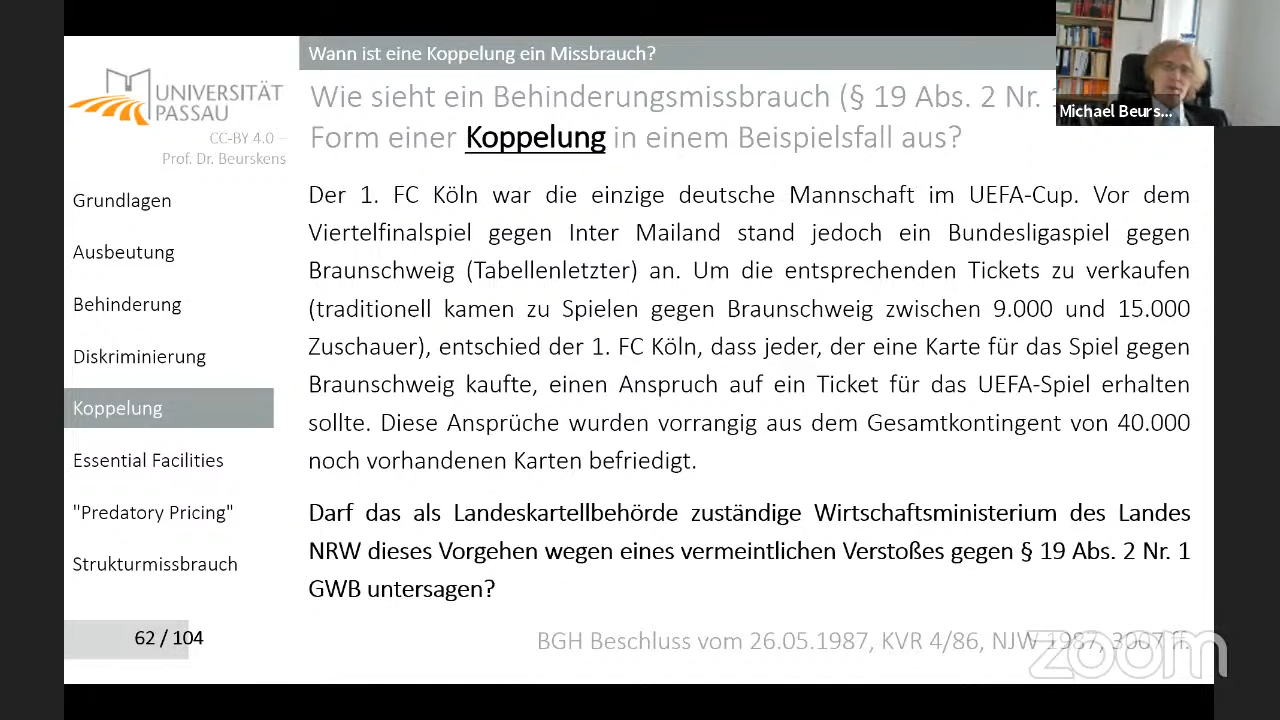 Wann ist eine Koppelung ein Missbrauch?
UNIVERSITÄT
PASSAU
CC-BY 4.0 –
Prof. Dr. Beurskens
Wie sieht ein Behinderungsmissbrauch (§ 19 Abs. 2 Nr.
Form einer Koppelung in einem Beispielsfall aus?
Michael Beurs...
Grundlagen
Ausbeutung
Behinderung
Diskriminierung
Koppelung
Essential Facilities
"Predatory Pricing"
Strukturmissbrauch
Der 1. FC Köln war die einzige deutsche Mannschaft im UEFA-Cup. Vor dem
Viertelfinalspiel gegen Inter Mailand stand jedoch ein Bundesligaspiel gegen
Braunschweig (Tabellenletzter) an. Um die entsprechenden Tickets zu verkaufen
(traditionell kamen zu Spielen gegen Braunschweig zwischen 9.000 und 15.000
Zuschauer), entschied der 1. FC Köln, dass jeder, der eine Karte für das Spiel gegen
Braunschweig kaufte, einen Anspruch auf ein Ticket für das UEFA-Spiel erhalten
sollte. Diese Ansprüche wurden vorrangig aus dem Gesamtkontingent von 40.000
noch vorhandenen Karten befriedigt.
Darf das als Landeskartellbehörde zuständige Wirtschaftsministerium des Landes
NRW dieses Vorgehen wegen eines vermeintlichen Verstoßes gegen § 19 Abs. 2 Nr. 1
GWB untersagen?
62 / 104
BGH Beschluss vom 26.05.1987, KVR 4/86, NJW 1987, 3007 ff.
zoom